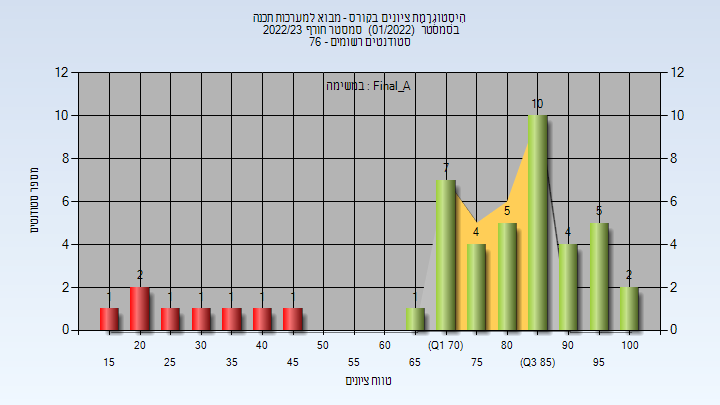 היסטוגרמת ציונים בקורס - מבוא למערכות תכנה
בסמסטר (01/2022) סמסטר חורף 2022/23
סטודנטים רשומים - 76
במשימה : Final_A
12 12
10 10
8 8
6 6
4 4
2 2
0 0
מספר סטודנטים
1 2 1 1 1 1 1 1 7 4 5 10 4 5 2
20 30 40 50 60 (Q1 70) 80 90 100
15 25 35 45 55 65 75 (Q3 85) 95
טווח ציונים